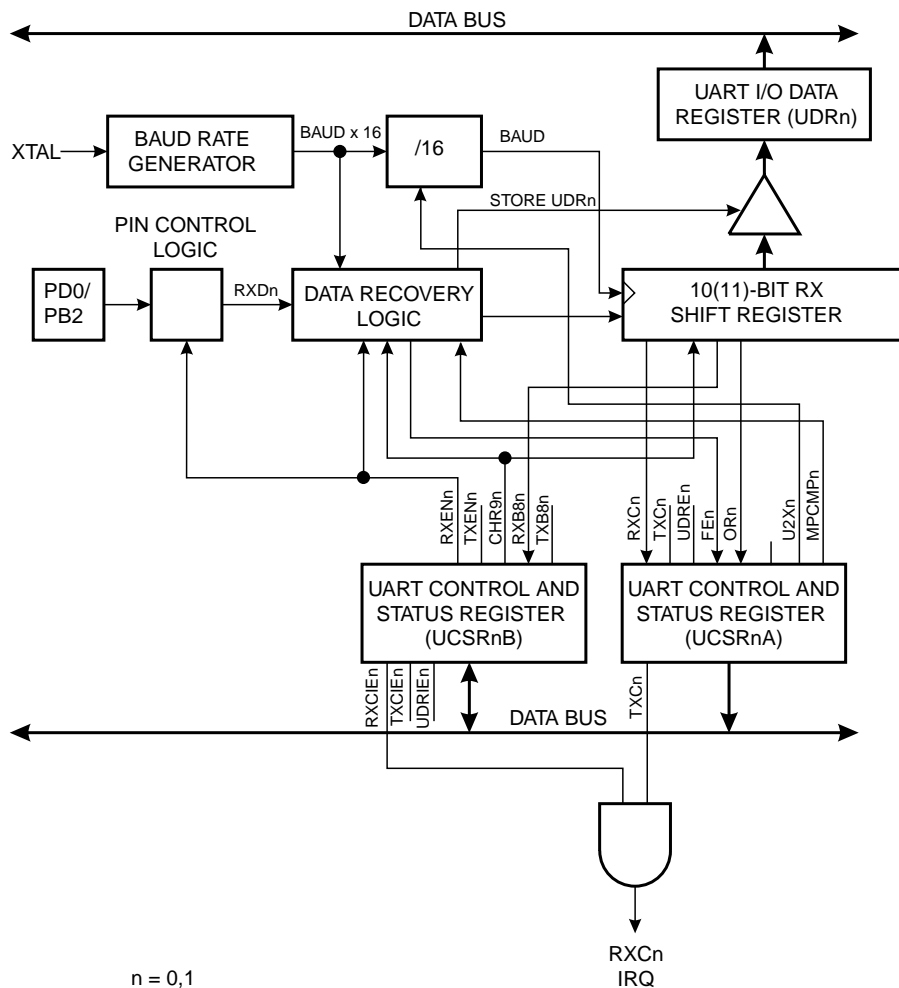 DATA BUS
UART I/O DATA
REGISTER (UDRn)
XTAL
BAUD RATE
GENERATOR
BAUD x 16
/16
BAUD
STORE UDRn
PIN CONTROL
LOGIC
PD0/
PB2
RXDn
DATA RECOVERY
LOGIC
10(11)-BIT RX
SHIFT REGISTER
RXENn
TXENn
CHR9n
RXB8n
TXB8n
RXCn
TXCn
UDREn
FEn
ORn
U2Xn
MPCMPn
UART CONTROL AND
STATUS REGISTER
(UCSRnB)
UART CONTROL AND
STATUS REGISTER
(UCSRnA)
RXCIEn
TXCIEn
UDRIEn
TXCn
DATA BUS
RXCn
IRQ
n = 0,1